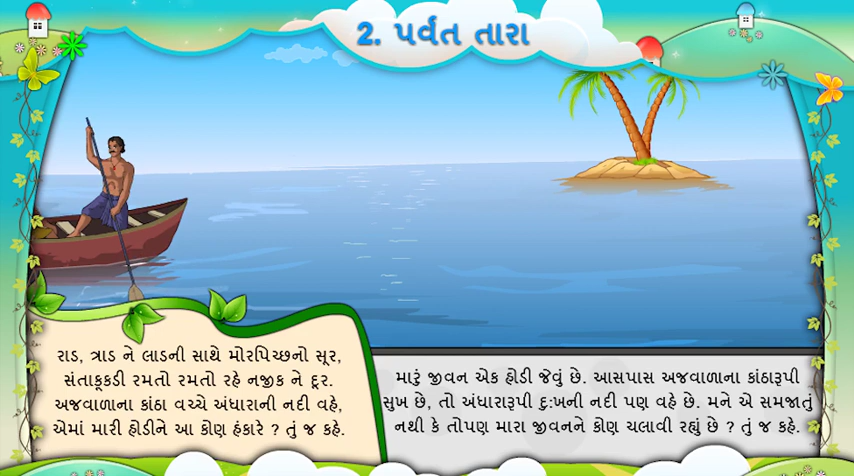 2. પર્વત તારા
રાડ, ત્રાડ ને લાડની સાથે મોરપિચ્છનો સૂર,
સંતાકૂકડી રમતો રમતો રહે નજીક ને દૂર.
અજવાળાના કાંઠા વચ્ચે અંધારાની નદી વહે,
એમાં મારી હોડીને આ કોણ હંકારે ? તું જ કહે.
મારું જીવન એક હોડી જેવું છે. આસપાસ અજવાળાના કાંઠારૂપી
સુખ છે, તો અંધારારૂપી દુ:ખની નદી પણ વહે છે. મને એ સમજાતું
નથી કે તોપણ મારા જીવનને કોણ ચલાવી રહ્યું છે ? તું જ કહે.